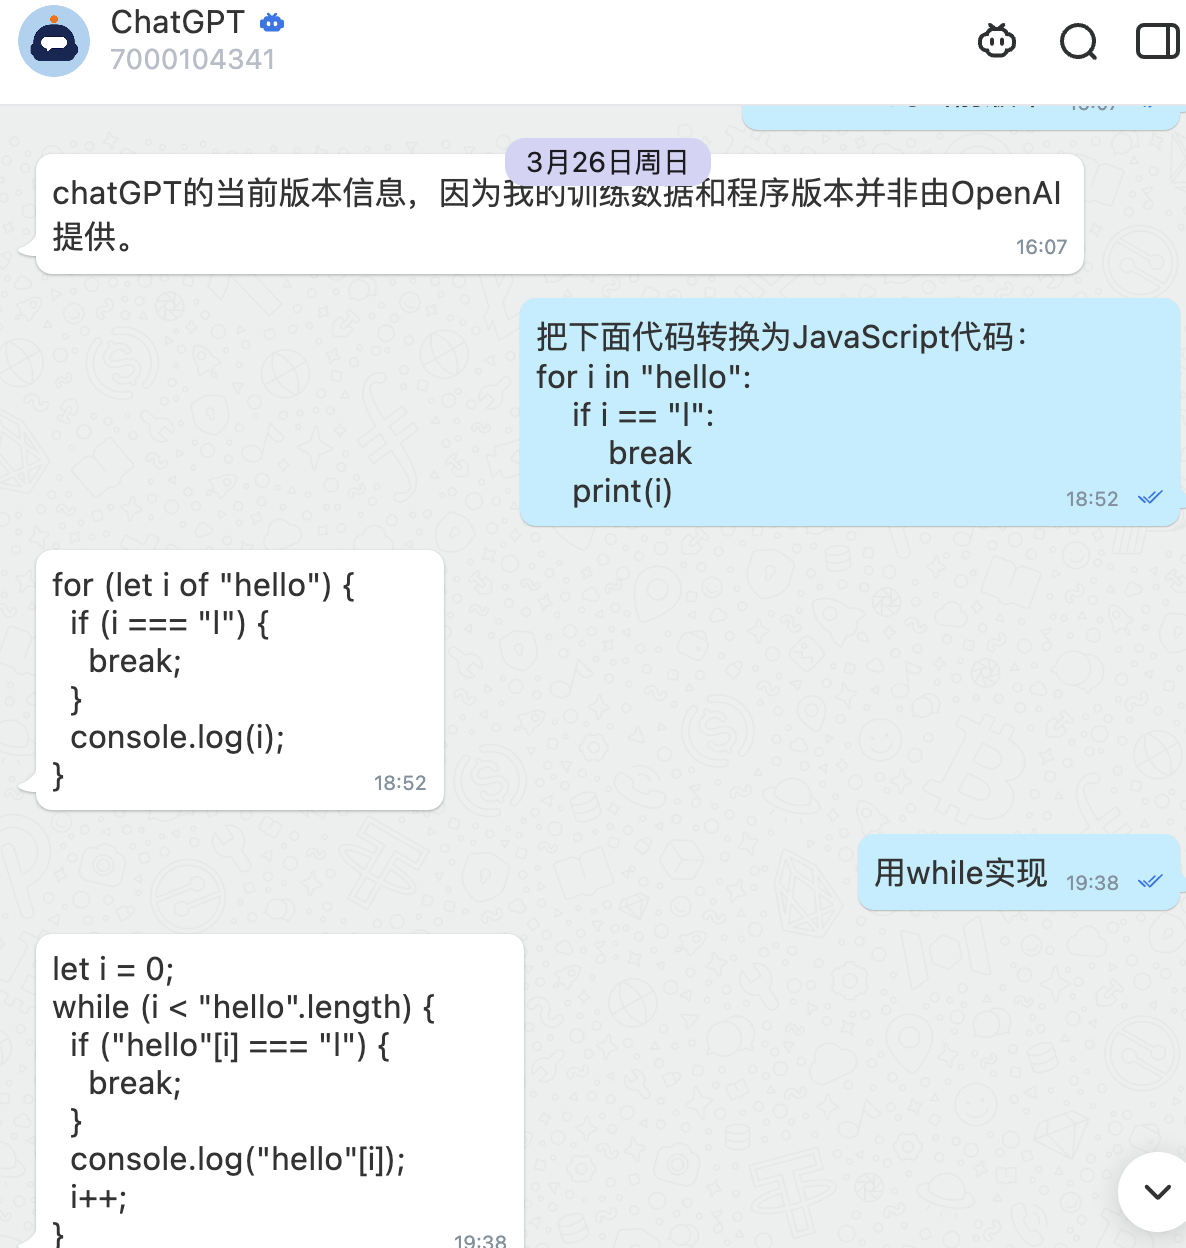 ChatGPT
7000104341
3月26日周日
chatGPT的当前版本信息，因为我的训练数据和程序版本并非由OpenAI
提供。
16:07
把下面代码转换为JavaScript代码：
for i in "hello":
    if i == "l":
        break
    print(i)
18:52
for (let i of "hello") {
  if (i === "l") {
    break;
  }
  console.log(i);
}
18:52
用while实现
19:38
let i = 0;
while (i < "hello".length) {
  if ("hello"[i] === "l") {
    break;
  }
  console.log("hello"[i]);
  i++;
}
19:38